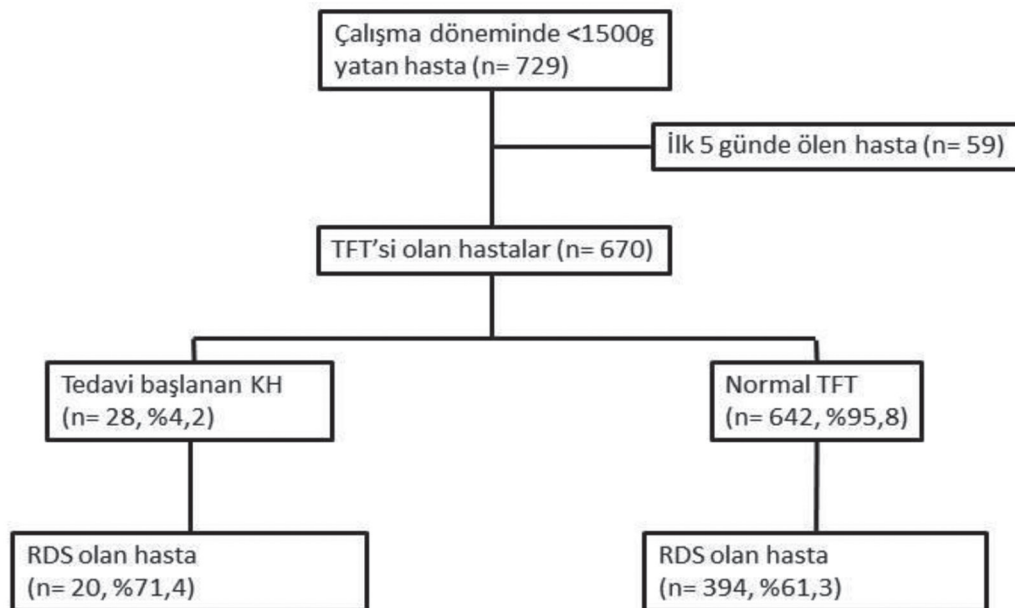 Çalışma döneminde <1500g
yatan hasta (n= 729)
İlk 5 günde ölen hasta (n= 59)
TFT'si olan hastalar (n= 670)
Tedavi başlanan KH
(n= 28, %4,2)
Normal TFT
(n= 642, %95,8)
RDS olan hasta
(n= 20, %71,4)
RDS olan hasta
(n= 394, %61,3)